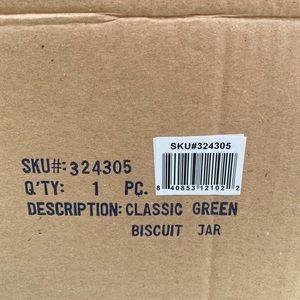 SKU#324305
8 40853 12102 2
SKU#: 324305
Q'TY: 1 PC.
DESCRIPTION: CLASSIC GREEN
BISCUIT JAR